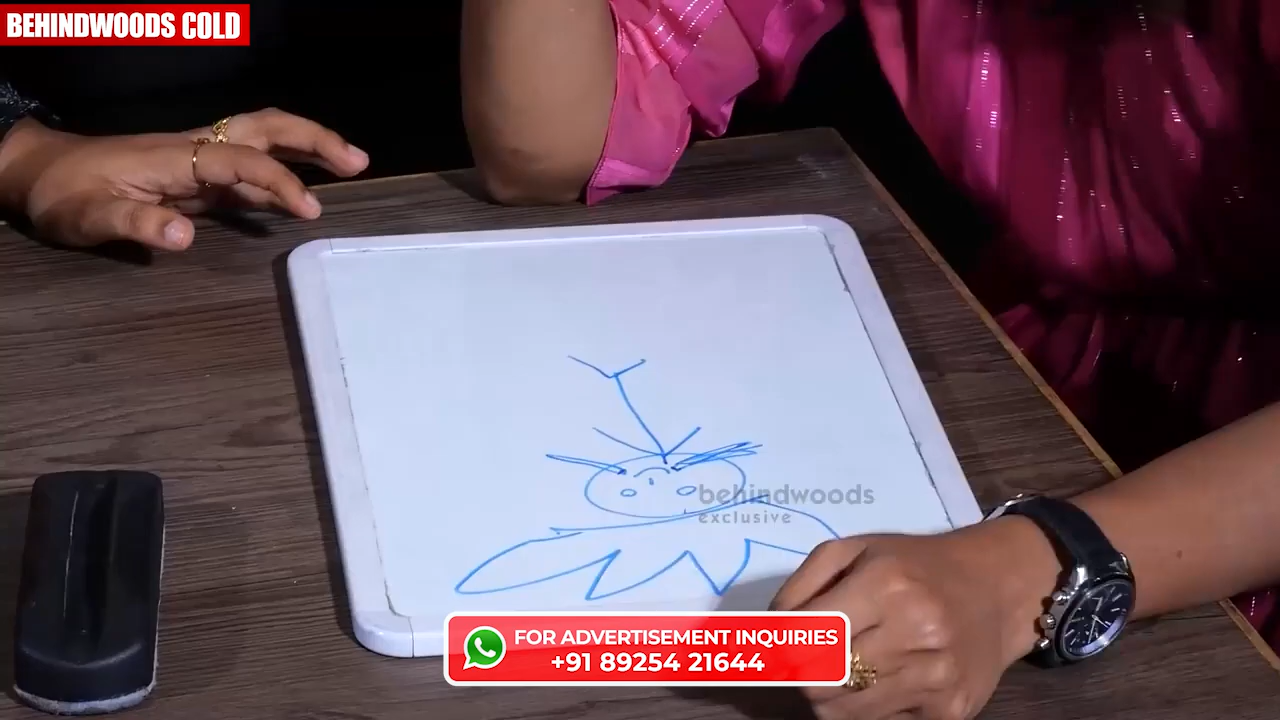 BEHINDWOODS COLD
behindwoods
exclusive
FOR ADVERTISEMENT INQUIRIES
+91 89254 21644